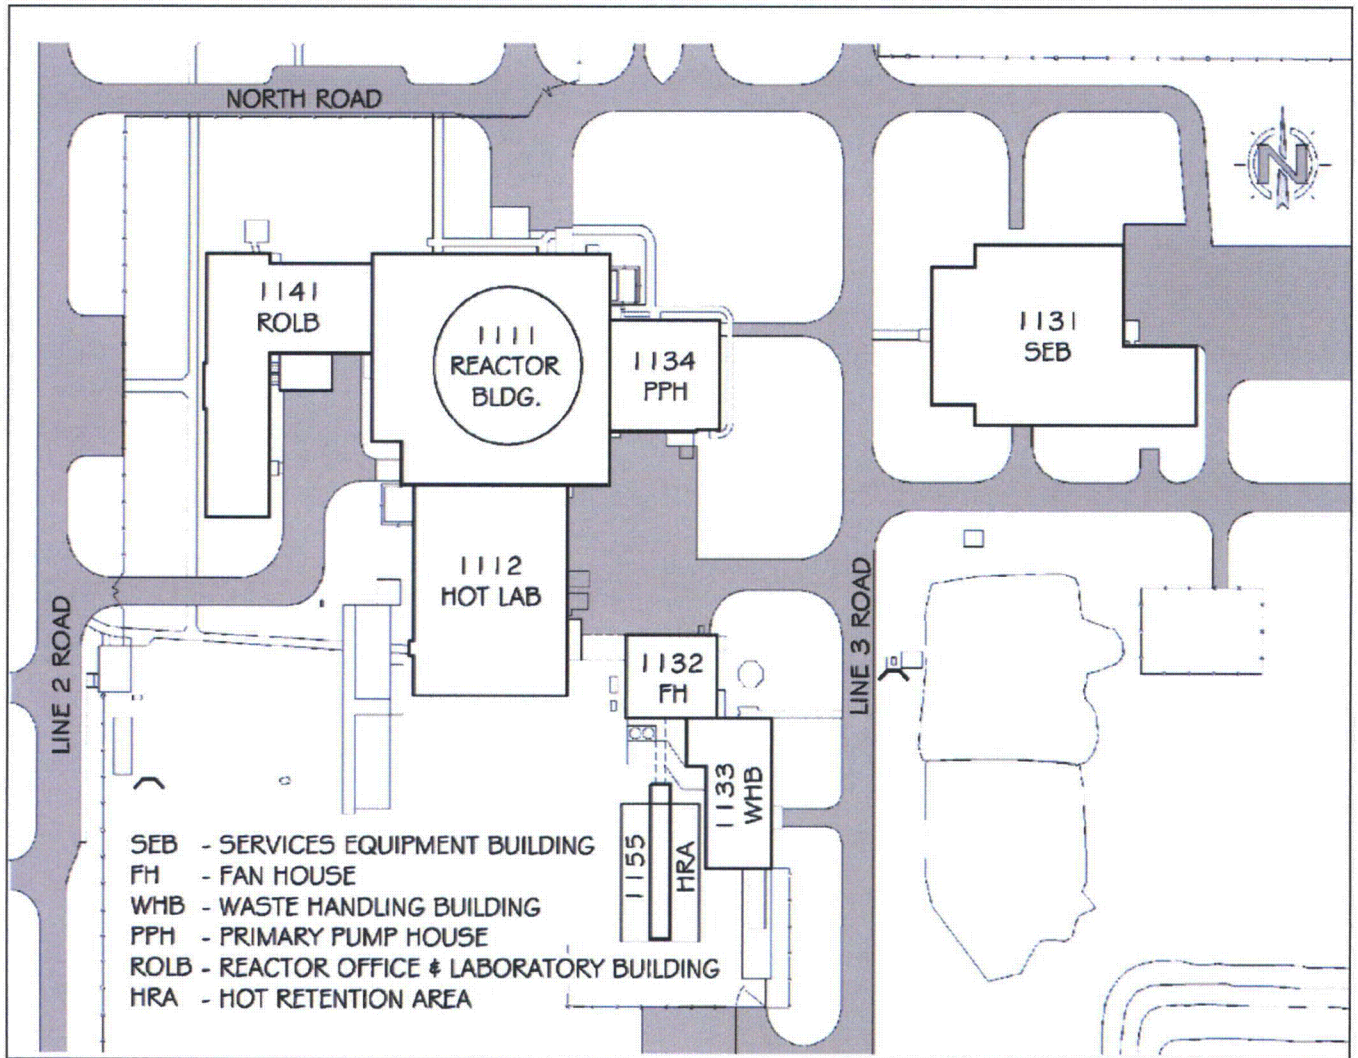 NORTH ROAD
N
1141
ROLB
1111
REACTOR
BLDG.
1134
PPH
1131
SEB
1112
HOT LAB
LINE 2 ROAD
LINE 3 ROAD
1132
FH
1133
WHB
1155
HRA
SEB - SERVICES EQUIPMENT BUILDING
FH - FAN HOUSE
WHB - WASTE HANDLING BUILDING
PPH - PRIMARY PUMP HOUSE
ROLB - REACTOR OFFICE & LABORATORY BUILDING
HRA - HOT RETENTION AREA